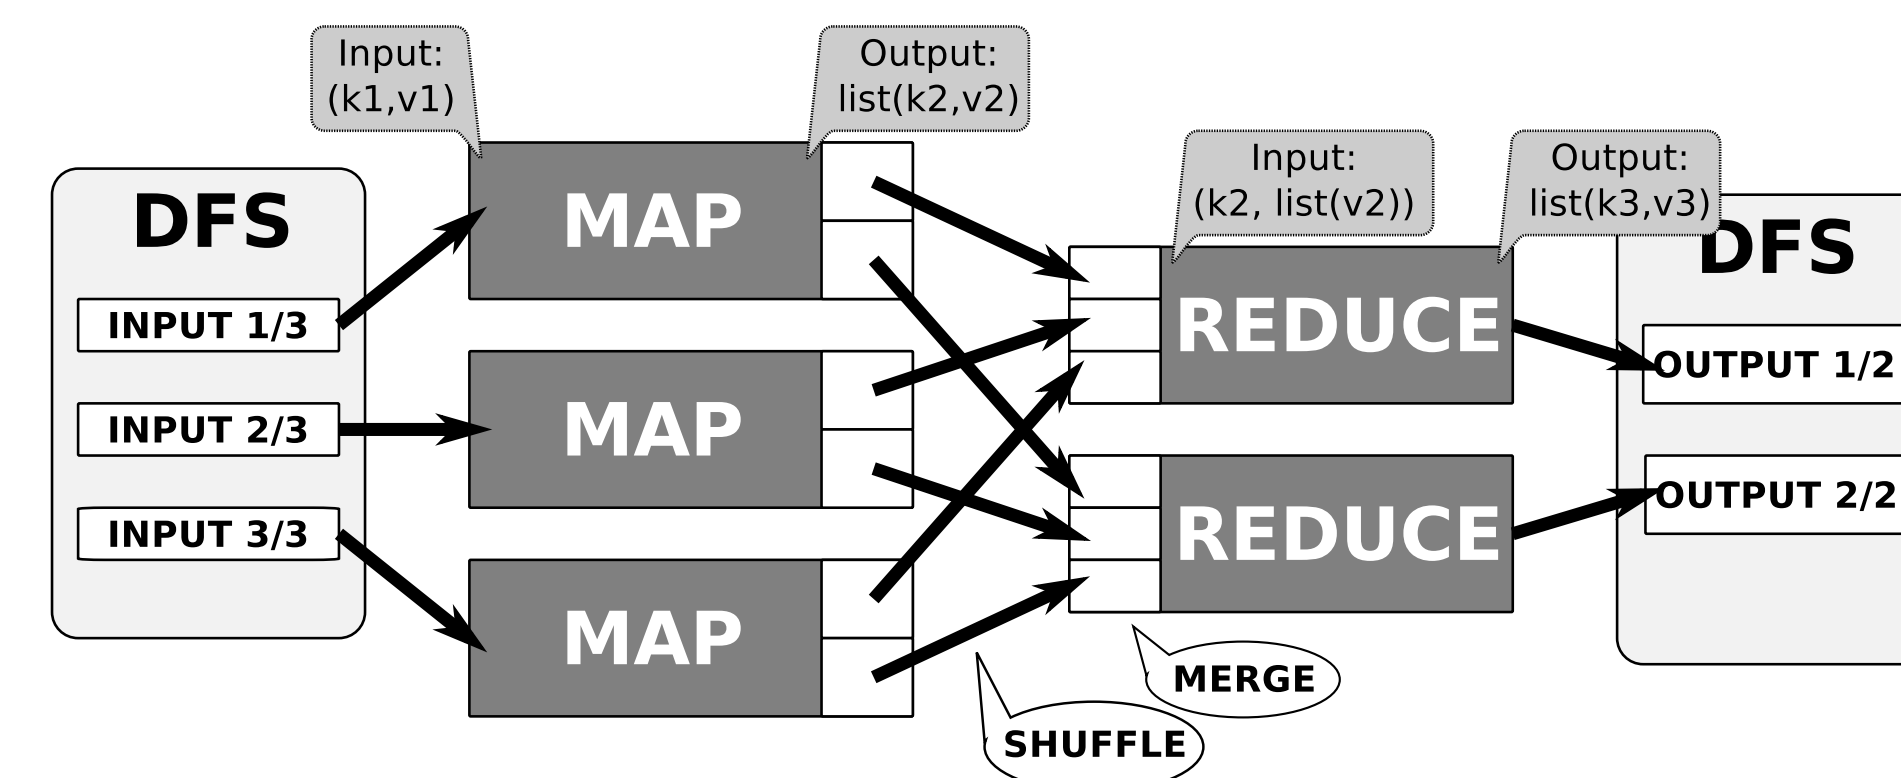 Input:
(k1,v1)
Output:
list(k2,v2)
Input:
(k2, list(v2))
Output:
list(k3,v3)
DFS
INPUT 1/3
INPUT 2/3
INPUT 3/3
MAP
MAP
MAP
REDUCE
REDUCE
DFS
OUTPUT 1/2
OUTPUT 2/2
MERGE
SHUFFLE